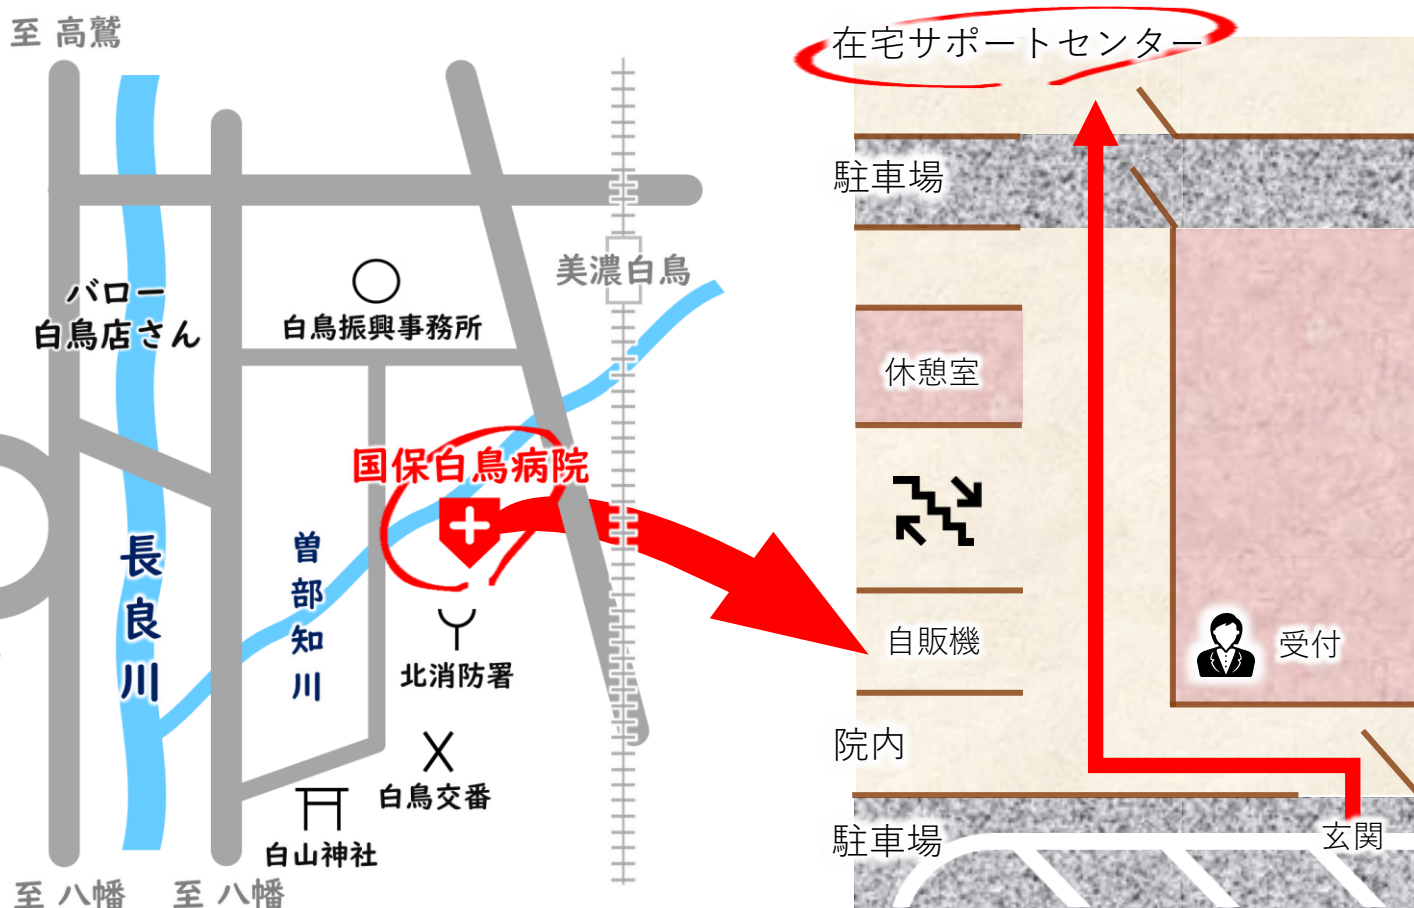 至 高鷲
バロー
白鳥店さん
白鳥振興事務所
美濃白鳥
国保白鳥病院
長良川
曽部知川
北消防署
白鳥交番
白山神社
至 八幡
至 八幡
在宅サポートセンター
駐車場
休憩室
自販機
受付
院内
駐車場
玄関